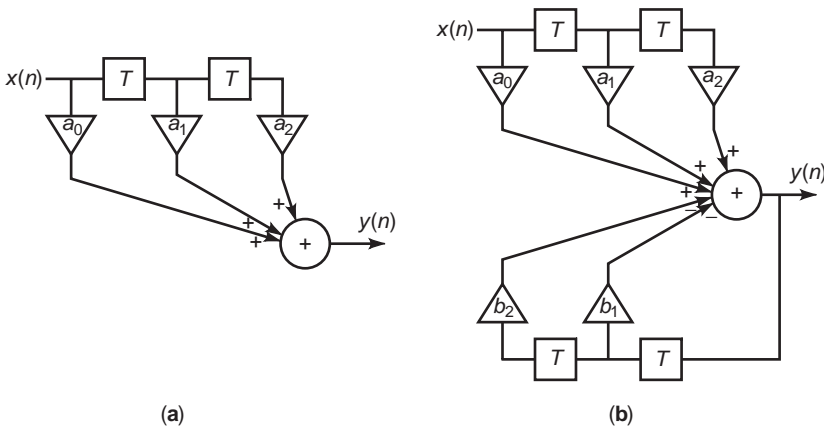 x(n)
T
T
a0
a1
a2
+
+
+
+
y(n)
(a)
x(n)
T
T
a0
a1
a2
+
+
+
–
–
+
y(n)
b2
b1
T
T
(b)